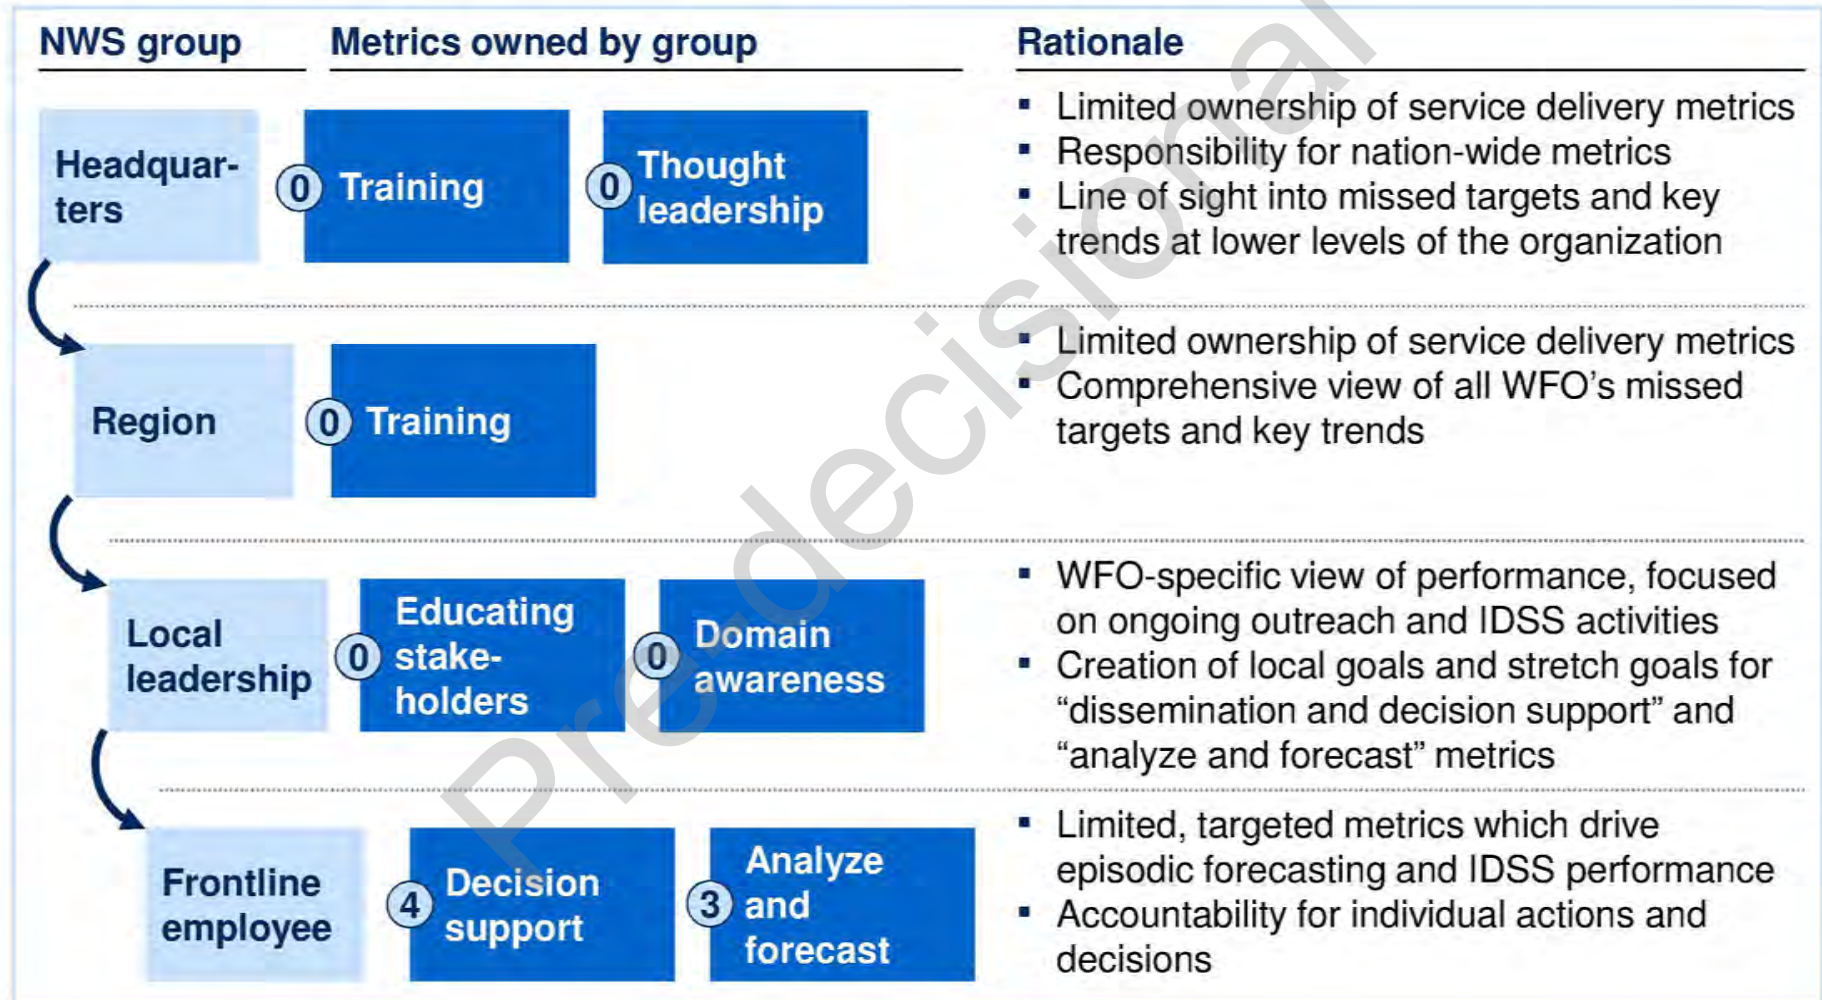 NWS group
Metrics owned by group
Rationale
Headquar-
ters
0
Training
0
Thought
leadership
▪ Limited ownership of service delivery metrics
▪ Responsibility for nation-wide metrics
▪ Line of sight into missed targets and key
trends at lower levels of the organization
Region
0
Training
▪ Limited ownership of service delivery metrics
▪ Comprehensive view of all WFO's missed
targets and key trends
Local
leadership
0
Educating
stake-
holders
0
Domain
awareness
▪ WFO-specific view of performance, focused
on ongoing outreach and IDSS activities
▪ Creation of local goals and stretch goals for
“dissemination and decision support” and
“analyze and forecast” metrics
Frontline
employee
4
Decision
support
3
Analyze
and
forecast
▪ Limited, targeted metrics which drive
episodic forecasting and IDSS performance
▪ Accountability for individual actions and
decisions
Pre-decisional